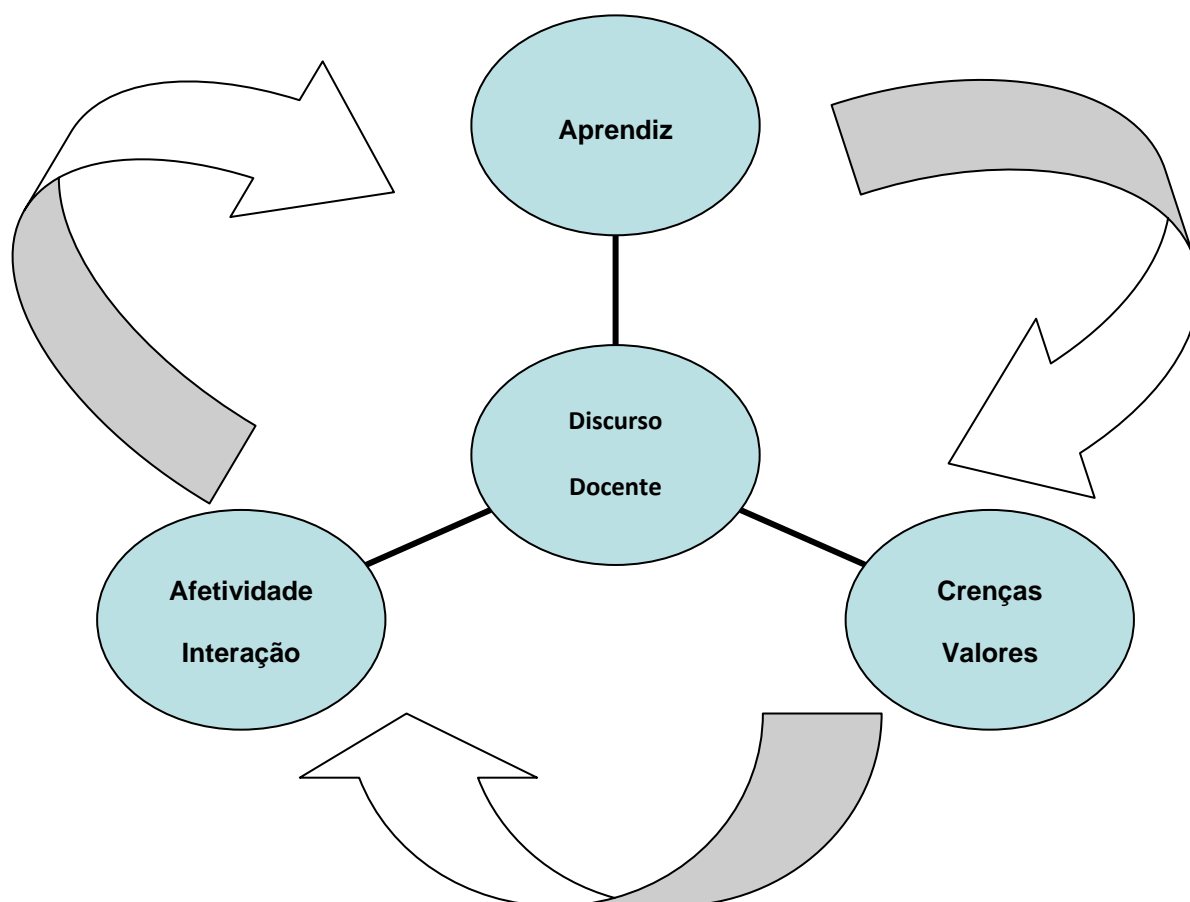 Aprendiz
Discurso
Docente
Afetividade
Interação
Crenças
Valores